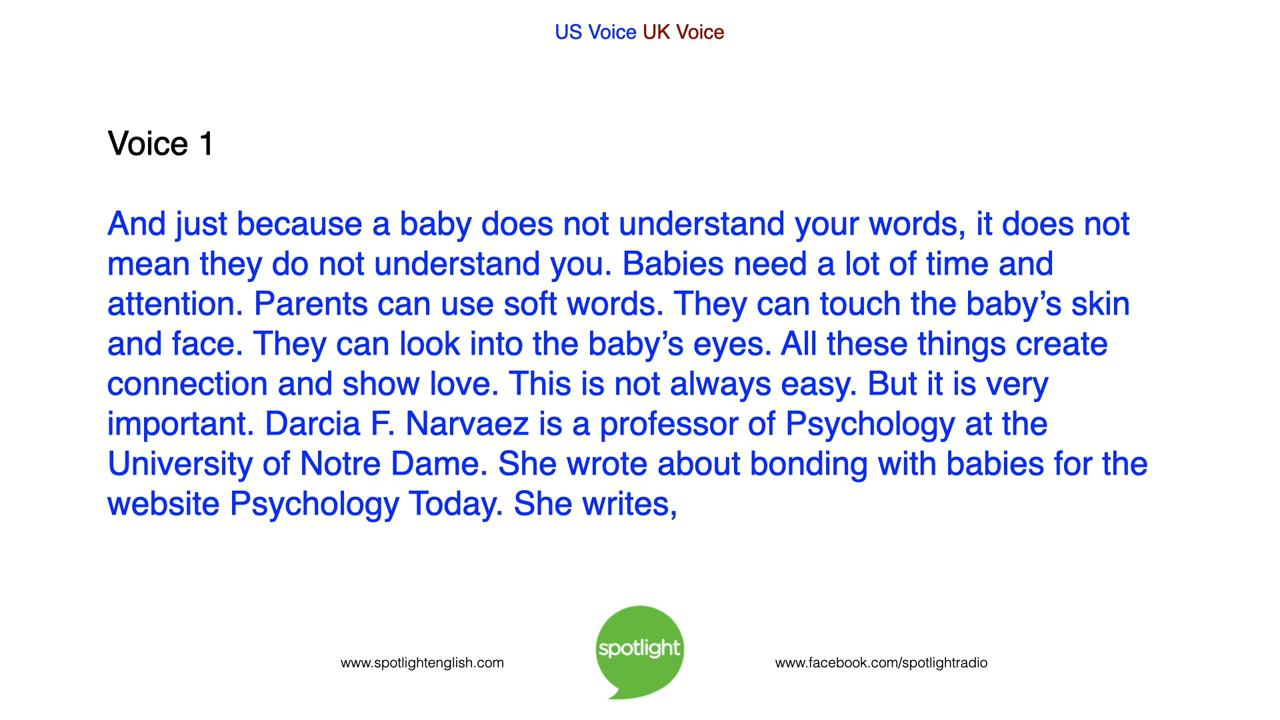 US Voice UK Voice
Voice 1
And just because a baby does not understand your words, it does not
mean they do not understand you. Babies need a lot of time and
attention. Parents can use soft words. They can touch the baby’s skin
and face. They can look into the baby’s eyes. All these things create
connection and show love. This is not always easy. But it is very
important. Darcia F. Narvaez is a professor of Psychology at the
University of Notre Dame. She wrote about bonding with babies for the
website Psychology Today. She writes,
spotlight
www.spotlightenglish.com
www.facebook.com/spotlightradio